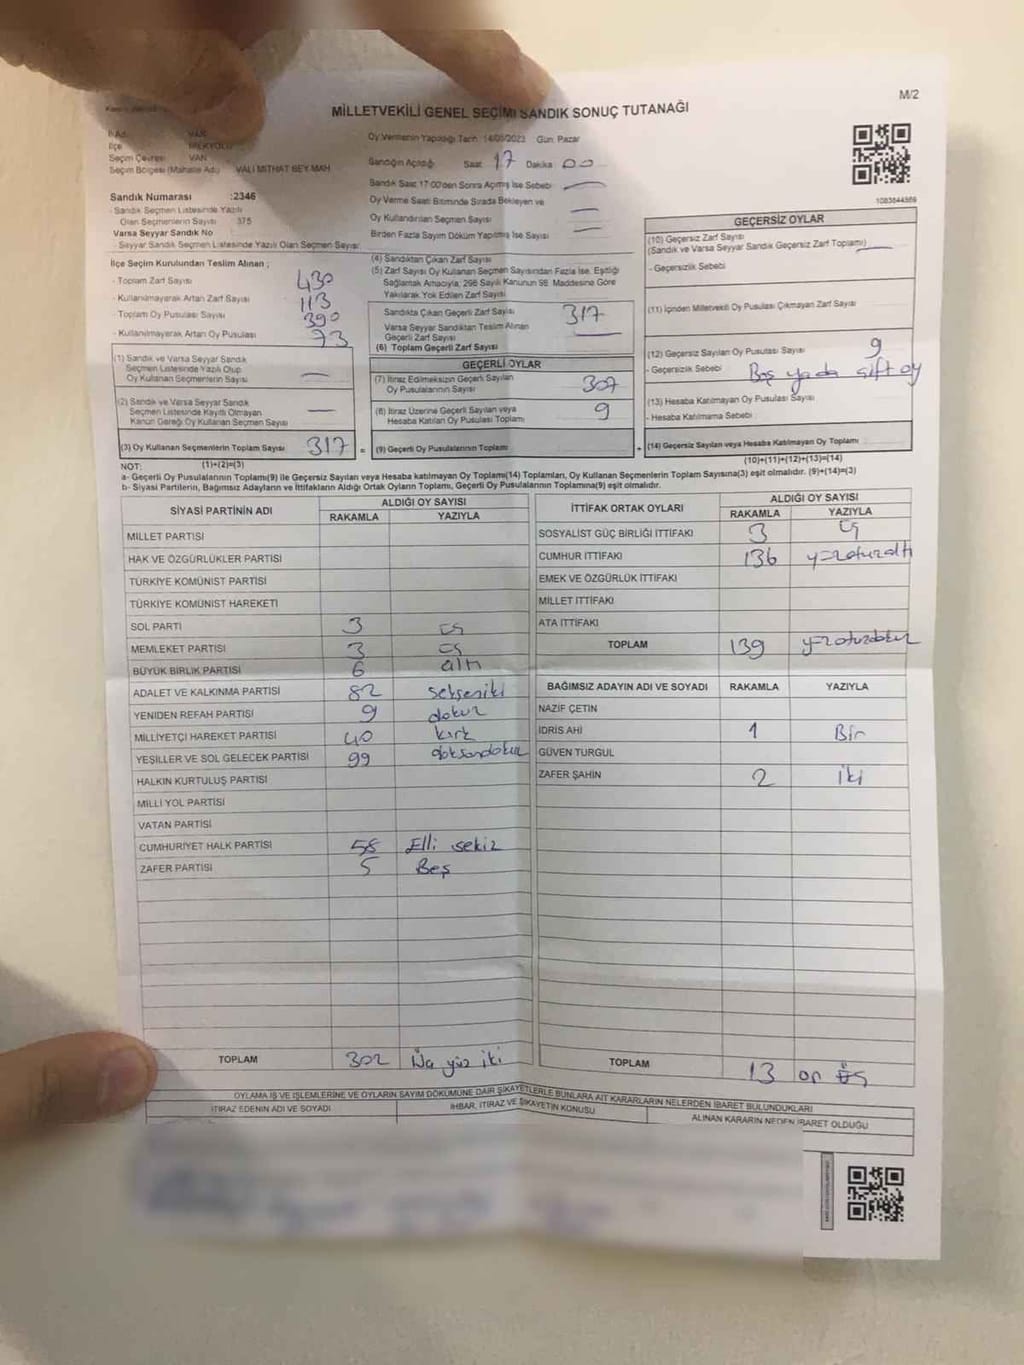 M/2
MİLLETVEKİLİ GENEL SEÇİMİ SANDIK SONUÇ TUTANAĞI
İl Adı : VAN
İlçe
Seçim Çevresi : VAN
Seçim Bölgesi (Mahalle Adı) : VALİ MİTHAT BEY MAH
Sandık Numarası :2346
- Sandık Seçmen Listesinde Yazılı
Olan Seçmenlerin Sayısı : 375
Varsa Seyyar Sandık No
- Seyyar Sandık Seçmen Listesinde Yazılı Olan Seçmen Sayısı
Oy Vermenin Yapıldığı Tarih 14/05/2023 Gün: Pazar
Sandığın Açıldığı Saat 17 Dakika 00
Sandık Saat 17:00'den Sonra Açılmış İse Sebebi —
Oy Verme Saati Bitiminde Sırada Bekleyen ve
Oy Kullandırılan Seçmen Sayısı —
Birden Fazla Sayım Döküm Yapılmış İse Sayısı —
1083844389
İlçe Seçim Kurulundan Teslim Alınan ;
- Toplam Zarf Sayısı 430
- Kullanılmayarak Artan Zarf Sayısı 113
- Toplam Oy Pusulası Sayısı 390
- Kullanılmayarak Artan Oy Pusulası 73
(1) Sandık ve Varsa Seyyar Sandık
Seçmen Listesinde Yazılı Olup
Oy Kullanan Seçmenlerin Sayısı —
(2) Sandık ve Varsa Seyyar Sandık
Seçmen Listesinde Kayıtlı Olmayan
Kanun Gereği Oy Kullanan Seçmen Sayısı —
(3) Oy Kullanan Seçmenlerin Toplam Sayısı 317
(1)+(2)=(3)
(4) Sandıktan Çıkan Zarf Sayısı
(5) Zarf Sayısı Oy Kullanan Seçmen Sayısından Fazla İse, Eşitliği
Sağlamak Amacıyla, 298 Sayılı Kanunun 98. Maddesine Göre
Yakılarak Yok Edilen Zarf Sayısı
Sandıkta Çıkan Geçerli Zarf Sayısı 317
Varsa Seyyar Sandıktan Teslim Alınan
Geçerli Zarf Sayısı —
(6) Toplam Geçerli Zarf Sayısı
GEÇERLİ OYLAR
(7) İtiraz Edilmeksizin Geçerli Sayılan
Oy Pusulalarının Sayısı 307
(8) İtiraz Üzerine Geçerli Sayılan veya
Hesaba Katılan Oy Pusulası Toplamı 9
= (9) Geçerli Oy Pusulalarının Toplamı
GEÇERSİZ OYLAR
(10) Geçersiz Zarf Sayısı
(Sandık ve Varsa Seyyar Sandık Geçersiz Zarf Toplamı) —
- Geçersizlik Sebebi
(11) İçinden Milletvekili Oy Pusulası Çıkmayan Zarf Sayısı
(12) Geçersiz Sayılan Oy Pusulası Sayısı 9
- Geçersizlik Sebebi Boş ya da çift oy
(13) Hesaba Katılmayan Oy Pusulası Sayısı
- Hesaba Katılmama Sebebi
+ (14) Geçersiz Sayılan veya Hesaba Katılmayan Oy Toplamı
(10)+(11)+(12)+(13)=(14)
NOT:
a- Geçerli Oy Pusulalarının Toplamı(9) ile Geçersiz Sayılan veya Hesaba katılmayan Oy Toplamı(14) Toplamları, Oy Kullanan Seçmenlerin Toplam Sayısına(3) eşit olmalıdır. (9)+(14)=(3)
b- Siyasi Partilerin, Bağımsız Adayların ve İttifakların Aldığı Ortak Oyların Toplamı, Geçerli Oy Pusulalarının Toplamına(9) eşit olmalıdır.
SİYASİ PARTİNİN ADI ALDIĞI OY SAYISI
RAKAMLA YAZIYLA
MİLLET PARTİSİ
HAK VE ÖZGÜRLÜKLER PARTİSİ
TÜRKİYE KOMÜNİST PARTİSİ
TÜRKİYE KOMÜNİST HAREKETİ
SOL PARTİ 3 üç
MEMLEKET PARTİSİ 3 üç
BÜYÜK BİRLİK PARTİSİ 6 altı
ADALET VE KALKINMA PARTİSİ 82 sekseniki
YENİDEN REFAH PARTİSİ 9 dokuz
MİLLİYETÇİ HAREKET PARTİSİ 40 kırk
YEŞİLLER VE SOL GELECEK PARTİSİ 99 doksandokuz
HALKIN KURTULUŞ PARTİSİ
MİLLİ YOL PARTİSİ
VATAN PARTİSİ
CUMHURİYET HALK PARTİSİ 58 Elli sekiz
ZAFER PARTİSİ 5 Beş
TOPLAM 302 Üç yüz iki
İTTİFAK ORTAK OYLARI ALDIĞI OY SAYISI
RAKAMLA YAZIYLA
SOSYALİST GÜÇ BİRLİĞİ İTTİFAKI 3 üç
CUMHUR İTTİFAKI 136 yüzotuzaltı
EMEK VE ÖZGÜRLÜK İTTİFAKI
MİLLET İTTİFAKI
ATA İTTİFAKI
TOPLAM 139 yüzotuzdokuz
BAĞIMSIZ ADAYIN ADI VE SOYADI RAKAMLA YAZIYLA
NAZİF ÇETİN
İDRİS AHİ 1 Bir
GÜVEN TURGUL
ZAFER ŞAHİN 2 iki
TOPLAM 13 on üç
OYLAMA İŞ VE İŞLEMLERİNE VE OYLARIN SAYIM DÖKÜMÜNE DAİR ŞİKAYETLERLE BUNLARA AİT KARARLARIN NELERDEN İBARET BULUNDUKLARI
İTİRAZ EDENİN ADI VE SOYADI İHBAR, İTİRAZ VE ŞİKAYETİN KONUSU ALINAN KARARIN NEDEN İBARET OLDUĞU